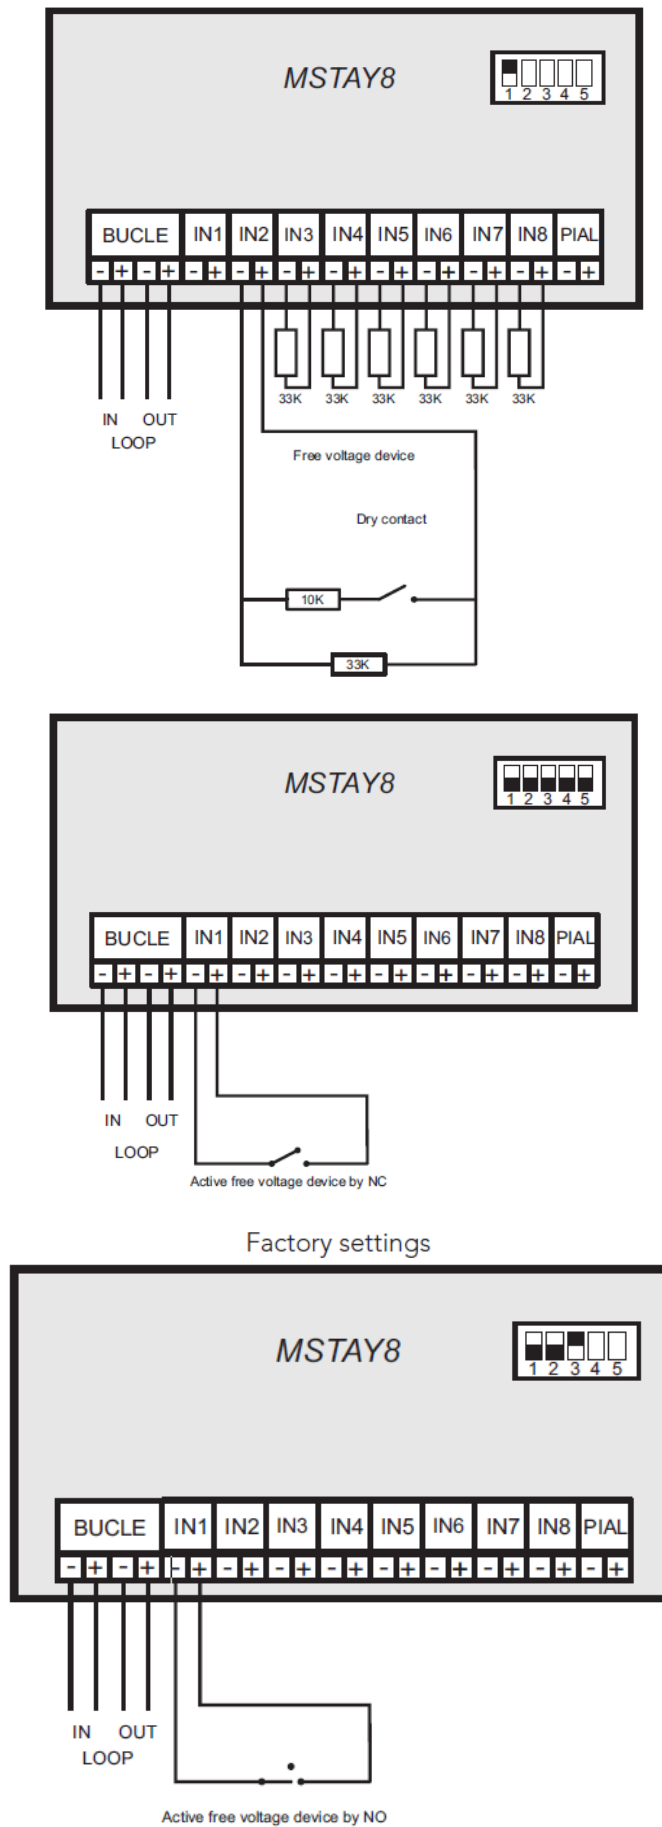 MSTAY8
1 2 3 4 5
BUCLE IN1 IN2 IN3 IN4 IN5 IN6 IN7 IN8 PIAL
- + - + - + - + - + - + - + - + - + - + - +
33K 33K 33K 33K 33K 33K
IN OUT
LOOP
Free voltage device
Dry contact
10K
33K
MSTAY8
1 2 3 4 5
BUCLE IN1 IN2 IN3 IN4 IN5 IN6 IN7 IN8 PIAL
- + - + - + - + - + - + - + - + - + - + - +
IN OUT
LOOP
Active free voltage device by NC
Factory settings
MSTAY8
1 2 3 4 5
BUCLE IN1 IN2 IN3 IN4 IN5 IN6 IN7 IN8 PIAL
- + - + - + - + - + - + - + - + - + - + - +
IN OUT
LOOP
Active free voltage device by NO